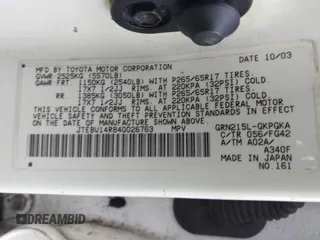 DATE 10/03
MFD. BY TOYOTA MOTOR CORPORATION
GVWR 2525KG (5570LB)
GAWR FRT 1150KG (2540LB) WITH P265/65R17 TIRES,
17X7 1/2JJ RIMS, AT 220KPA (32PSI) COLD.
RR 1385KG (3050LB) WITH P265/65R17 TIRES,
17X7 1/2JJ RIMS, AT 220KPA (32PSI) COLD.
THIS VEHICLE CONFORMS TO ALL APPLICABLE
FEDERAL MOTOR VEHICLE SAFETY, BUMPER,
AND THEFT PREVENTION STANDARDS IN EFFECT
ON THE DATE OF MANUFACTURE SHOWN ABOVE.
JTEBU14R840026763 MPV GRN215L-GKPGKA
C/TR 056/FG42
A/TM A02A/
A340F
MADE IN JAPAN
NO.161
DREAMBID